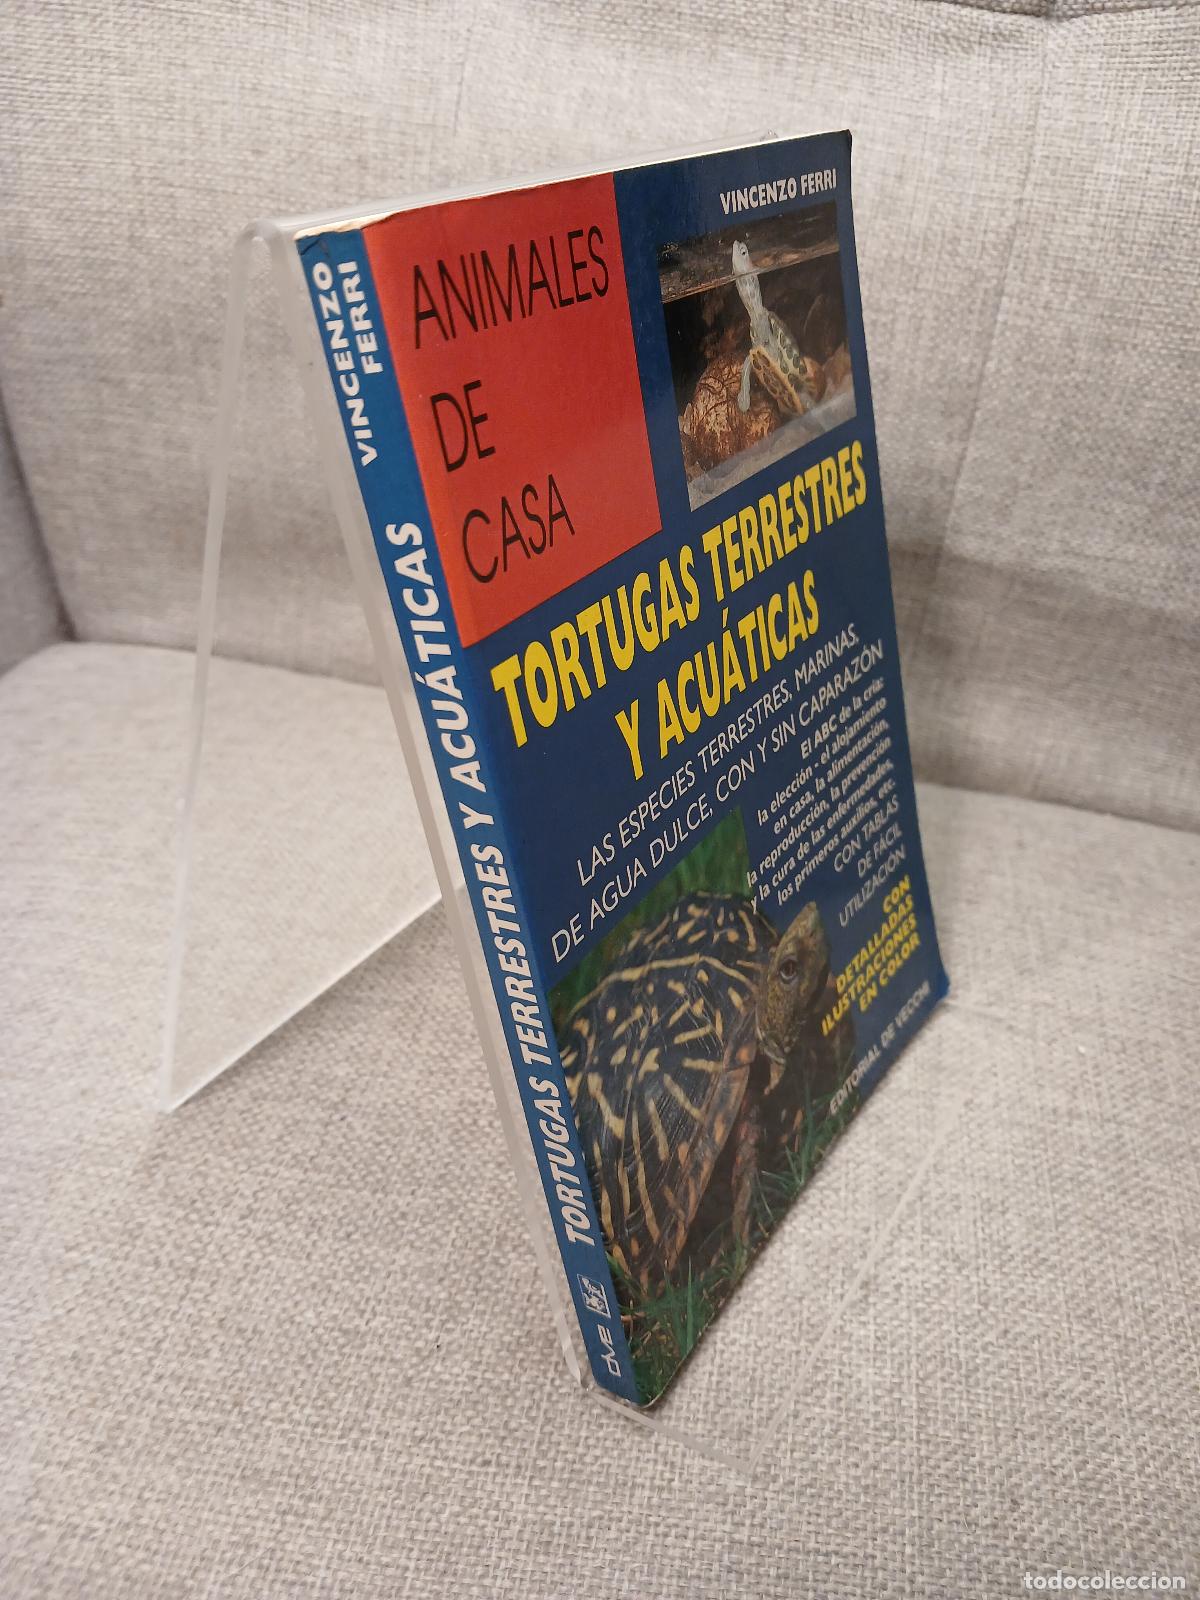 VINCENZO
FERRI
TORTUGAS TERRESTRES Y ACUÁTICAS
dve
ANIMALES
DE
CASA
VINCENZO FERRI
TORTUGAS TERRESTRES
Y ACUÁTICAS
LAS ESPECIES TERRESTRES, MARINAS,
DE AGUA DULCE, CON Y SIN CAPARAZÓN
El ABC de la cría:
la elección - el alojamiento
en casa, la alimentación,
la reproducción, la prevención
y la cura de las enfermedades,
los primeros auxilios, etc.
CON TABLAS
DE FÁCIL
UTILIZACIÓN
CON
DETALLADAS
ILUSTRACIONES
EN COLOR
EDITORIAL DE VECCHI
todocoleccion